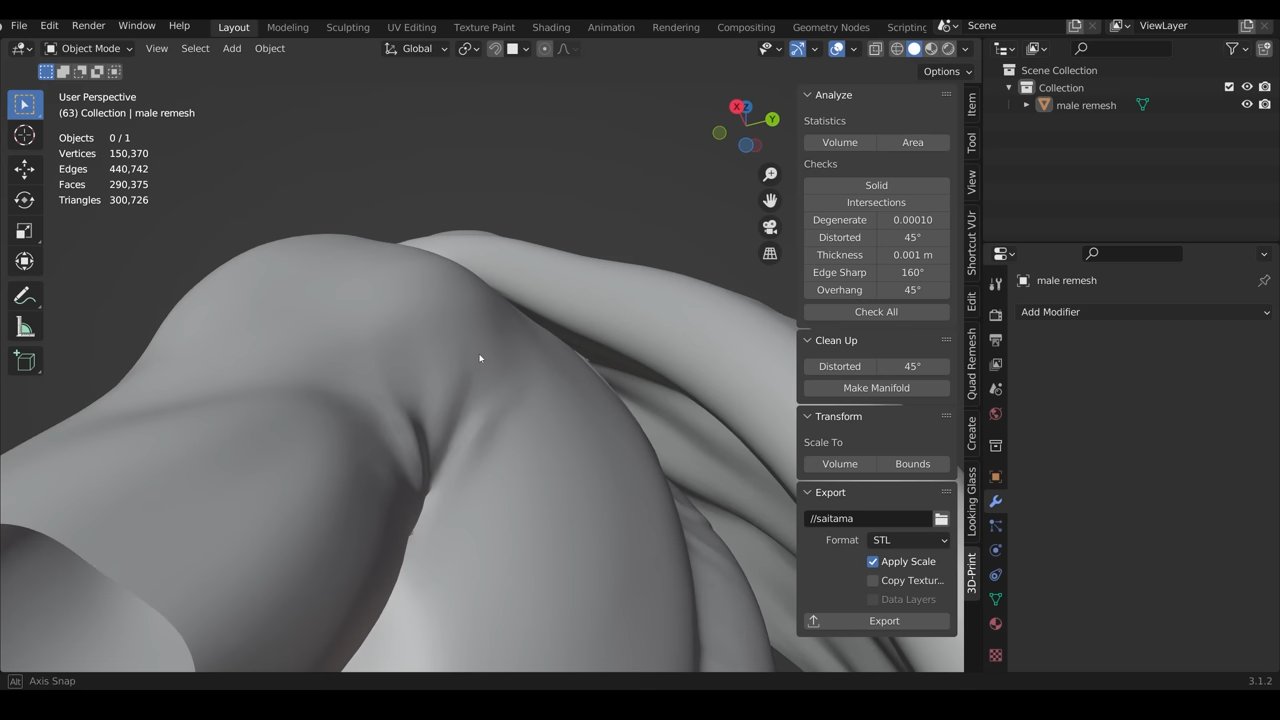 File Edit Render Window Help Layout Modeling Sculpting UV Editing Texture Paint Shading Animation Rendering Compositing Geometry Nodes Scripting Scene ViewLayer
Object Mode View Select Add Object Global
Options
User Perspective
(63) Collection | male remesh
Objects 0 / 1
Vertices 150,370
Edges 440,742
Faces 290,375
Triangles 300,726
X
Z
Y
Analyze
Statistics
Volume Area
Checks
Solid
Intersections
Degenerate 0.00010
Distorted 45°
Thickness 0.001 m
Edge Sharp 160°
Overhang 45°
Check All
Clean Up
Distorted 45°
Make Manifold
Transform
Scale To
Volume Bounds
Export
//saitama
Format STL
Apply Scale
Copy Textur...
Data Layers
Export
Item
Tool
View
Shortcut VUr
Edit
Quad Remesh
Create
Looking Glass
3D-Print
Scene Collection
Collection
male remesh
male remesh
Add Modifier
Alt Axis Snap
3.1.2